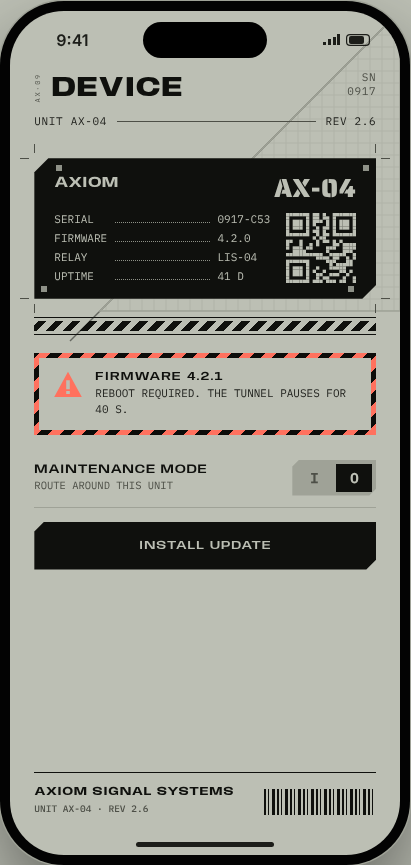 9:41
AX-09
DEVICE
SN
0917
UNIT AX-04
REV 2.6
AXIOM
AX-04
SERIAL 0917-C53
FIRMWARE 4.2.0
RELAY LIS-04
UPTIME 41 D
FIRMWARE 4.2.1
REBOOT REQUIRED. THE TUNNEL PAUSES FOR
40 S.
MAINTENANCE MODE
ROUTE AROUND THIS UNIT
I O
INSTALL UPDATE
AXIOM SIGNAL SYSTEMS
UNIT AX-04 · REV 2.6